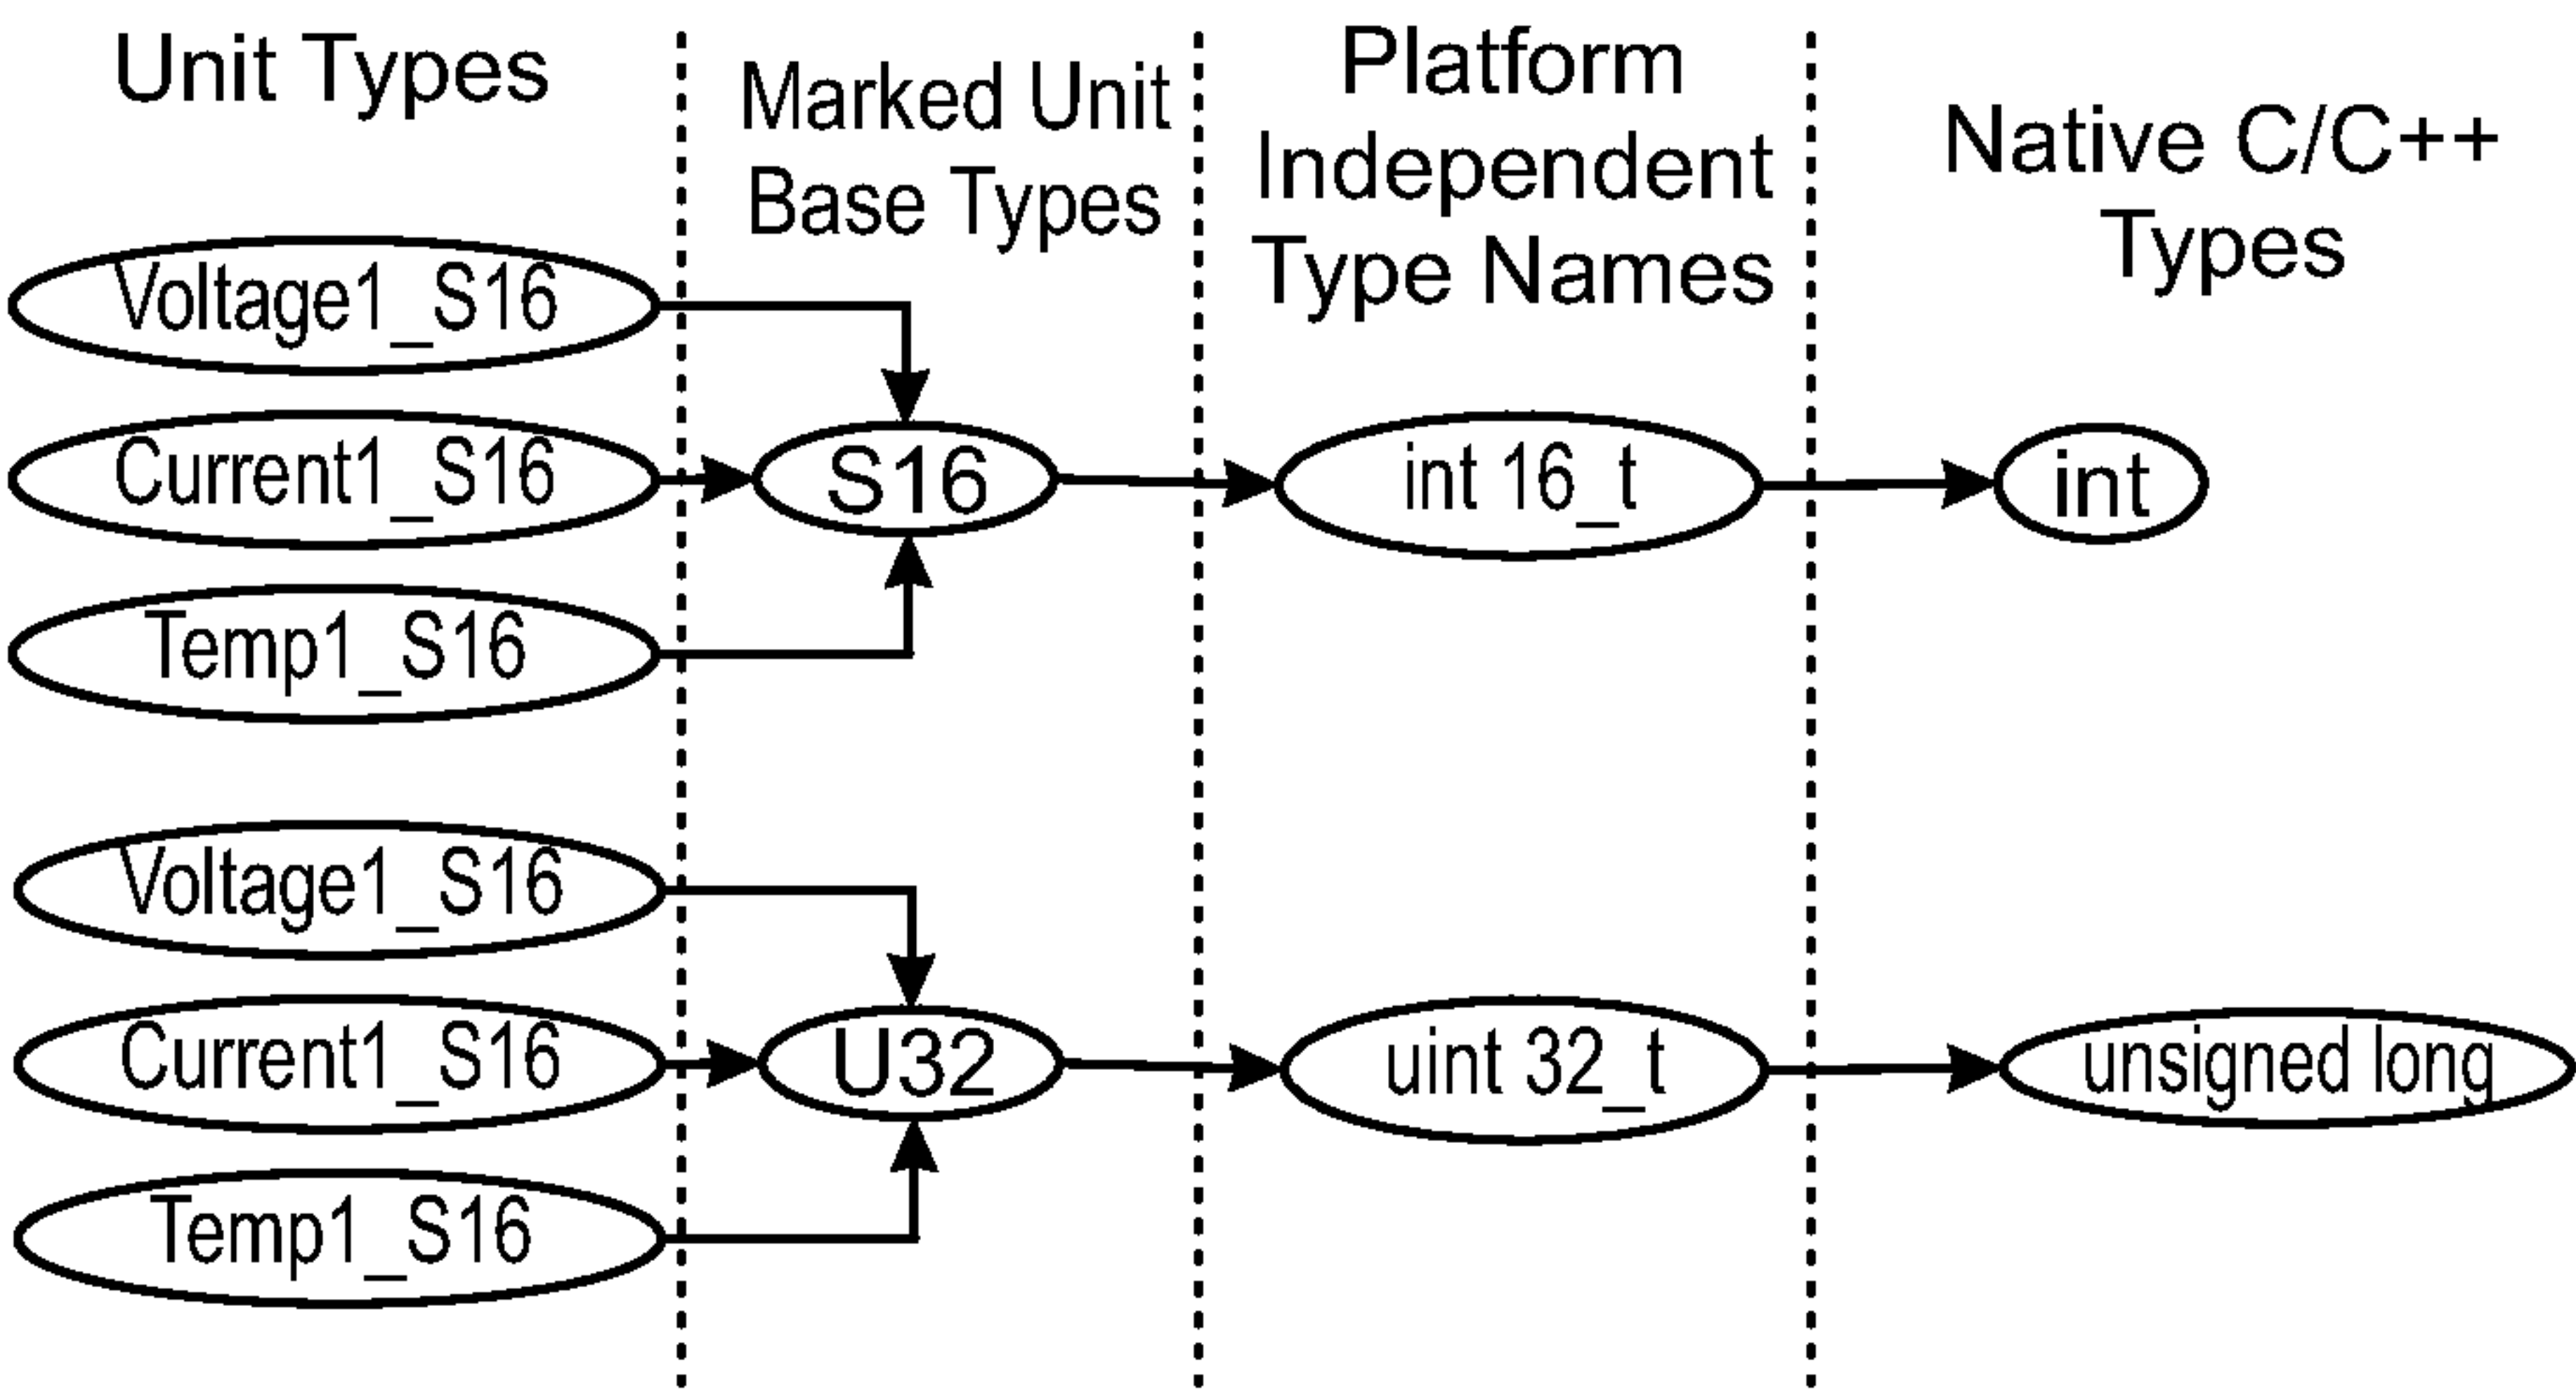 Unit Types
Marked Unit
Base Types
Platform
Independent
Type Names
Native C/C++
Types
Voltage1_S16
Current1_S16
Temp1_S16
S16
int 16_t
int
Voltage1_S16
Current1_S16
Temp1_S16
U32
uint 32_t
unsigned long